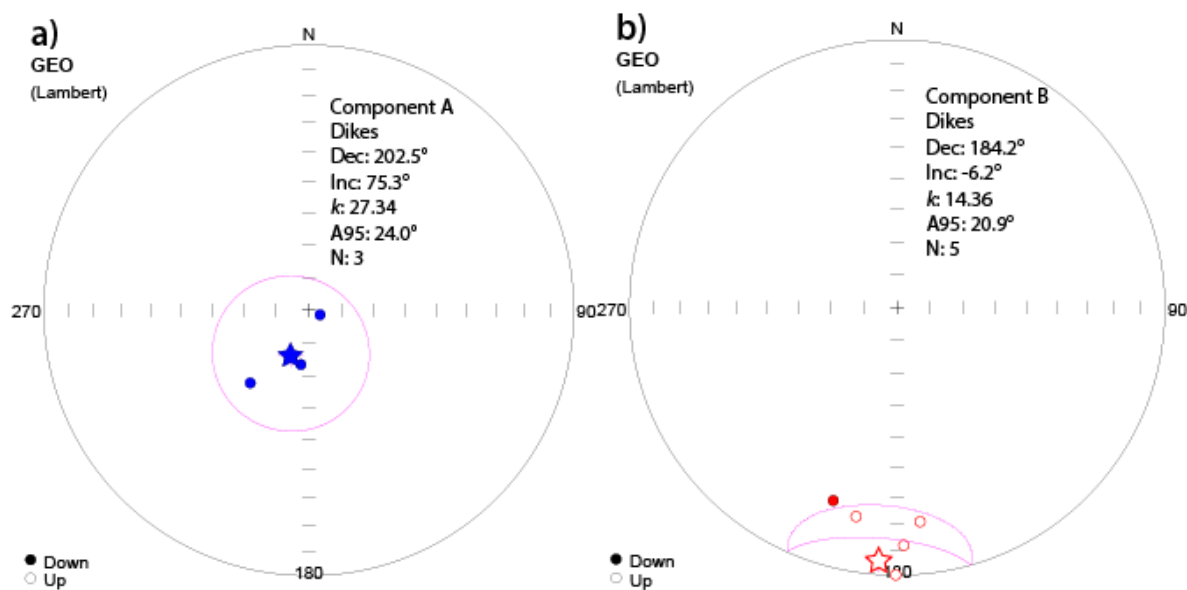 a)
GEO
(Lambert)
N
Component A
Dikes
Dec: 202.5°
Inc: 75.3°
k: 27.34
A95: 24.0°
N: 3
270
90
180
Down
Up
b)
GEO
(Lambert)
N
Component B
Dikes
Dec: 184.2°
Inc: -6.2°
k: 14.36
A95: 20.9°
N: 5
270
90
180
Down
Up